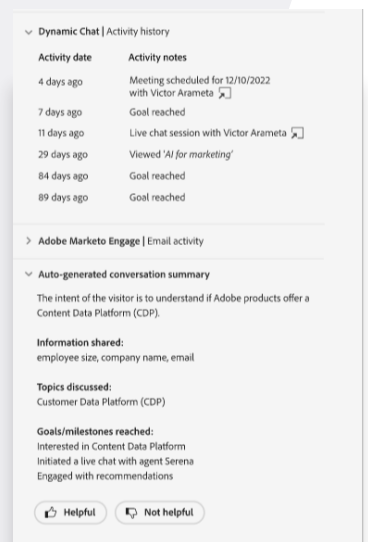 Dynamic Chat | Activity history
Activity date Activity notes
4 days ago Meeting scheduled for 12/10/2022
with Victor Arameta
7 days ago Goal reached
11 days ago Live chat session with Victor Arameta
29 days ago Viewed 'AI for marketing'
84 days ago Goal reached
89 days ago Goal reached
Adobe Marketo Engage | Email activity
Auto-generated conversation summary
The intent of the visitor is to understand if Adobe products offer a
Content Data Platform (CDP).
Information shared:
employee size, company name, email
Topics discussed:
Customer Data Platform (CDP)
Goals/milestones reached:
Interested in Content Data Platform
Initiated a live chat with agent Serena
Engaged with recommendations
Helpful Not helpful